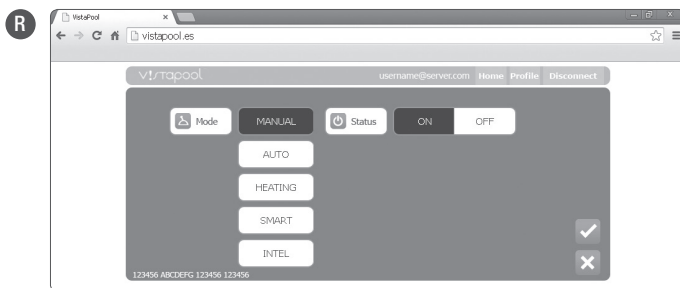 R
VistaPool
vistapool.es
v!sTapool username@server.com Home Profile Disconnect
Mode MANUAL Status ON OFF
AUTO
HEATING
SMART
INTEL
123456 ABCDEFG 123456 123456